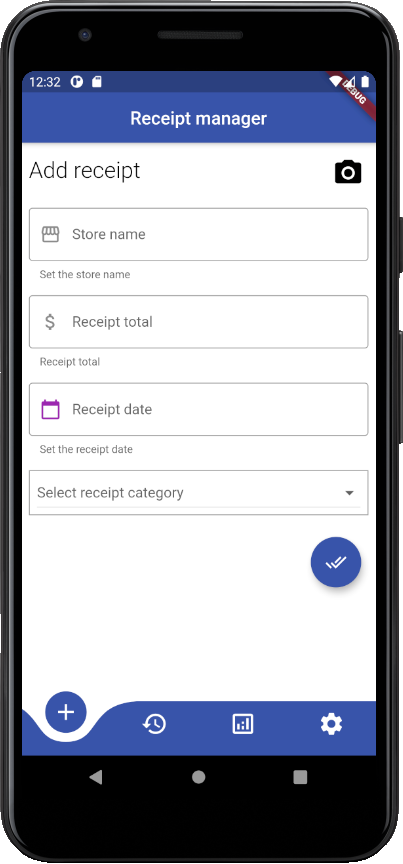 12:32
DEBUG
Receipt manager
Add receipt
Store name
Set the store name
Receipt total
Receipt total
Receipt date
Set the receipt date
Select receipt category